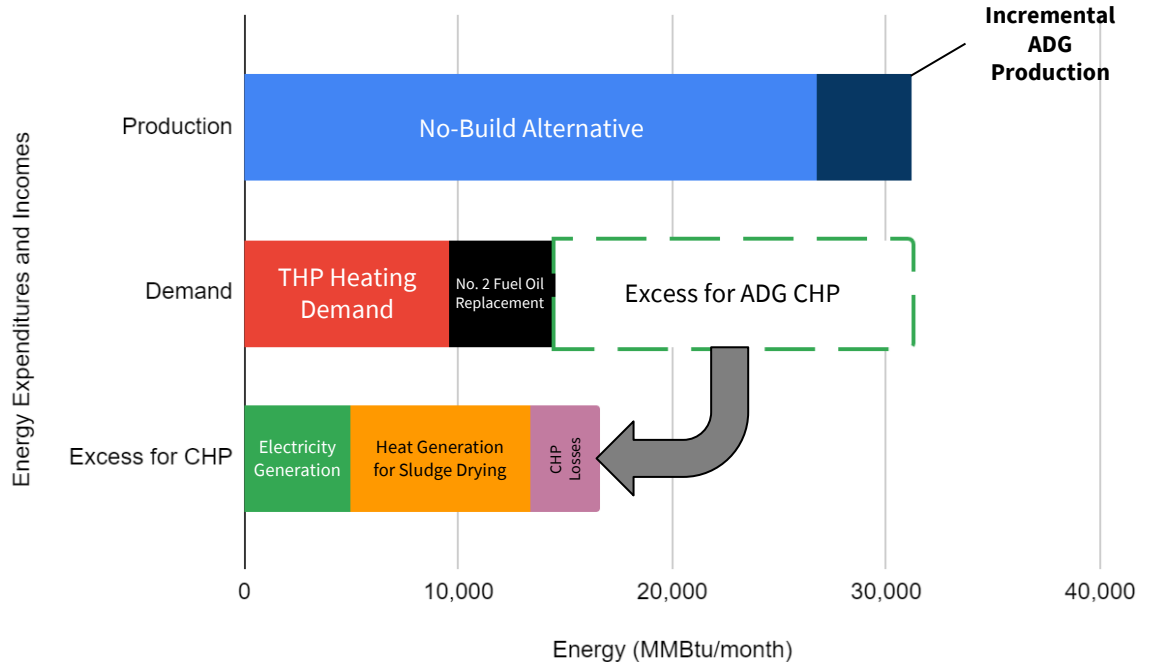 Incremental
ADG
Production
Energy Expenditures and Incomes
Production
No-Build Alternative
Demand
THP Heating
Demand
No. 2 Fuel Oil
Replacement
Excess for ADG CHP
Excess for CHP
Electricity
Generation
Heat Generation
for Sludge Drying
CHP
Losses
0
10,000
20,000
30,000
40,000
Energy (MMBtu/month)